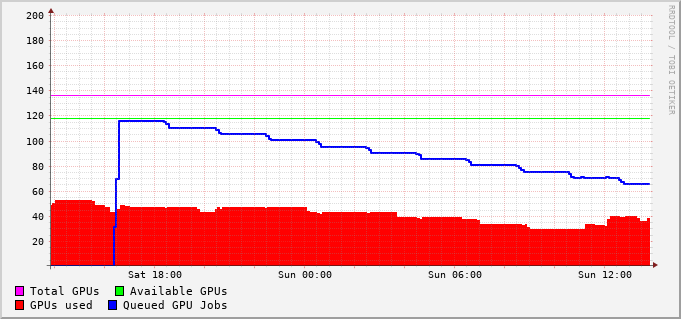 200
180
160
140
120
100
80
60
40
20
Sat 18:00 Sun 00:00 Sun 06:00 Sun 12:00
Total GPUs Available GPUs
GPUs used Queued GPU Jobs
RRDTOOL / TOBI OETIKER